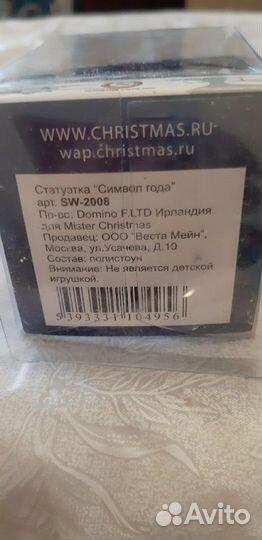 WWW.CHRISTMAS.RU
wap.christmas.ru
Статуэтка "Символ года"
арт. SW-2008
Пр-во: Domino F.LTD Ирландия
для Mister Christmas
Продавец: ООО "Веста Мейн",
Москва, ул.Усачева, Д.10
Состав: полистоун
Внимание: Не является детской
игрушкой.
5393331104956
Avito